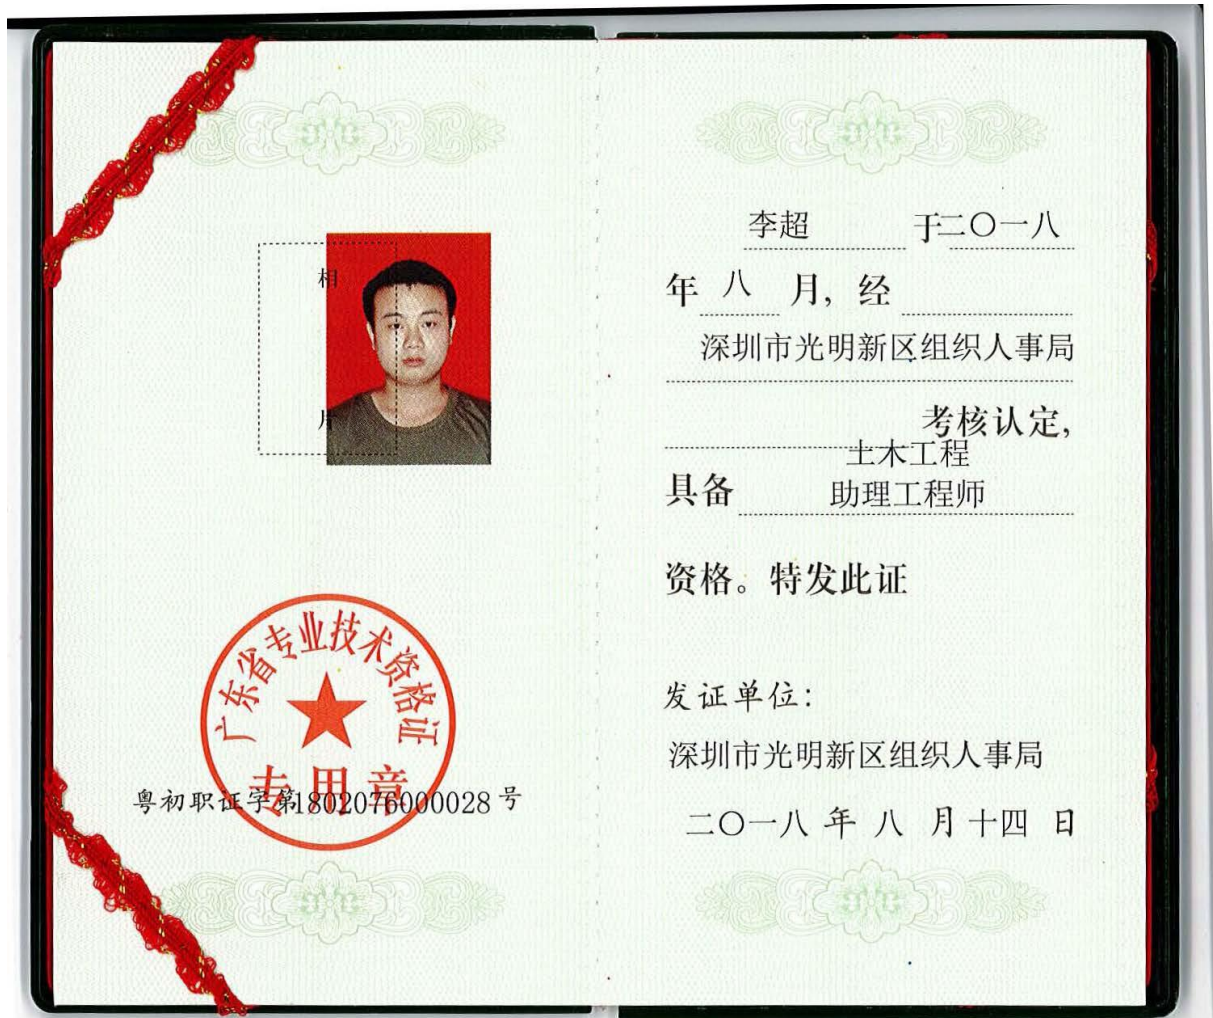 相
片
广东省专业技术资格证
专用章
粤初职证字第1802076000028号
李超 于二〇一八
年 八 月, 经
深圳市光明新区组织人事局
考核认定,
土木工程
具备 助理工程师
资格。特发此证
发证单位:
深圳市光明新区组织人事局
二〇一八 年 八 月 十四 日